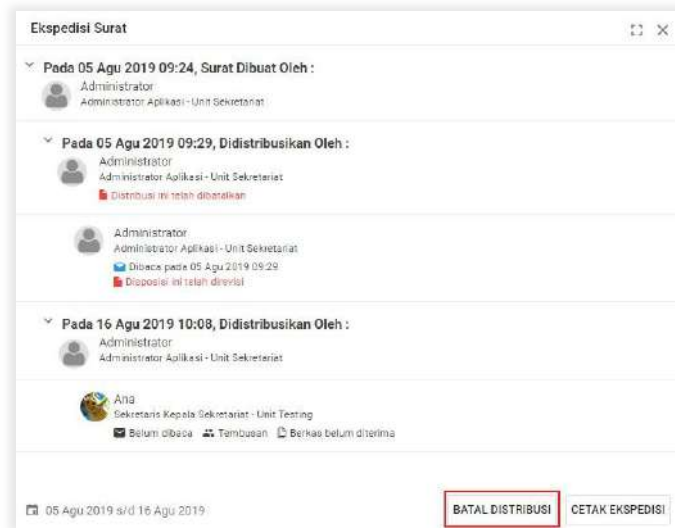 Ekspedisi Surat
Pada 05 Agu 2019 09:24, Surat Dibuat Oleh :
Administrator
Administrator Aplikasi - Unit Sekretariat
Pada 05 Agu 2019 09:29, Didistribusikan Oleh :
Administrator
Administrator Aplikasi - Unit Sekretariat
Distribusi ini telah dibatalkan
Administrator
Administrator Aplikasi - Unit Sekretariat
Dibaca pada 05 Agu 2019 09:29
Disposisi ini telah direvisi
Pada 16 Agu 2019 10:08, Didistribusikan Oleh :
Administrator
Administrator Aplikasi - Unit Sekretariat
Ana
Sekretaris Kepala Sekretariat - Unit Testing
Belum dibaca Tembusan Berkas belum diterima
05 Agu 2019 s/d 16 Agu 2019 BATAL DISTRIBUSI CETAK EKSPEDISI